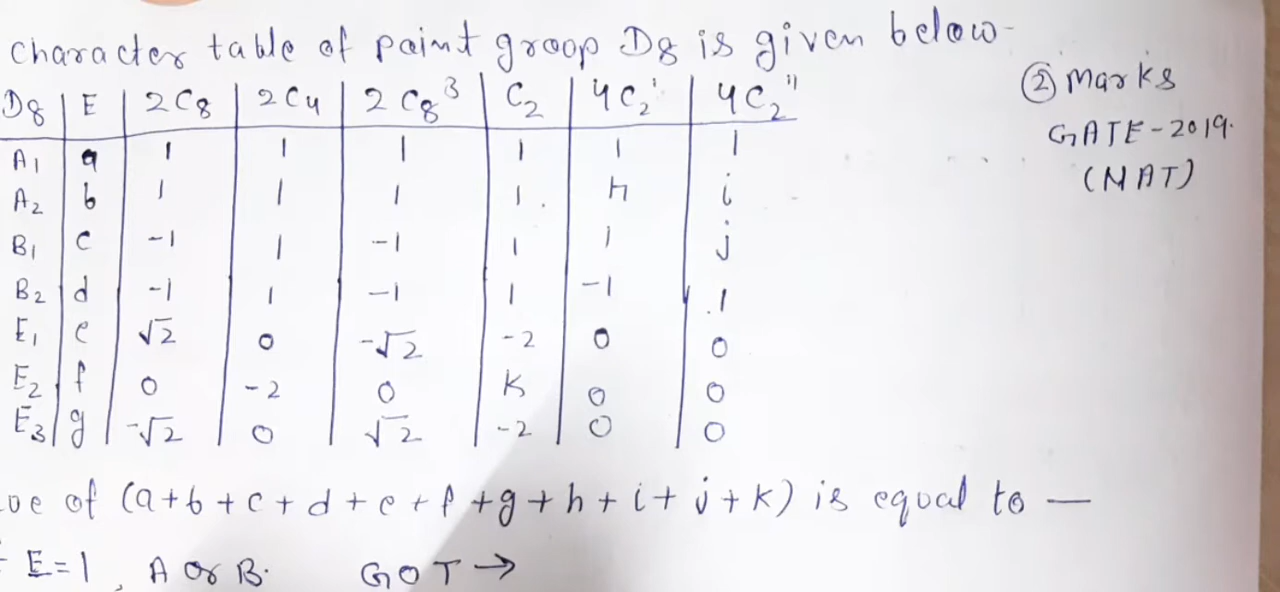 character table of point groop D8 is given below-
② Marks
GATE-2019.
(NAT)
D8 | E | 2C8 | 2C4 | 2C8³ | C2 | 4C2' | 4C2"
A1 a 1 1 1 1 1 1
A2 b 1 1 1 1. h i
B1 c -1 1 -1 1 1 j
B2 d -1 1 -1 1 -1 .1
E1 e √2 0 -√2 -2 0 0
E2 f 0 -2 0 K 0 0
E3 g -√2 0 √2 -2 0 0
ue of (a+b+c+d+e+f+g+h+i+j+k) is equal to —
E=1, A or B. GOT →